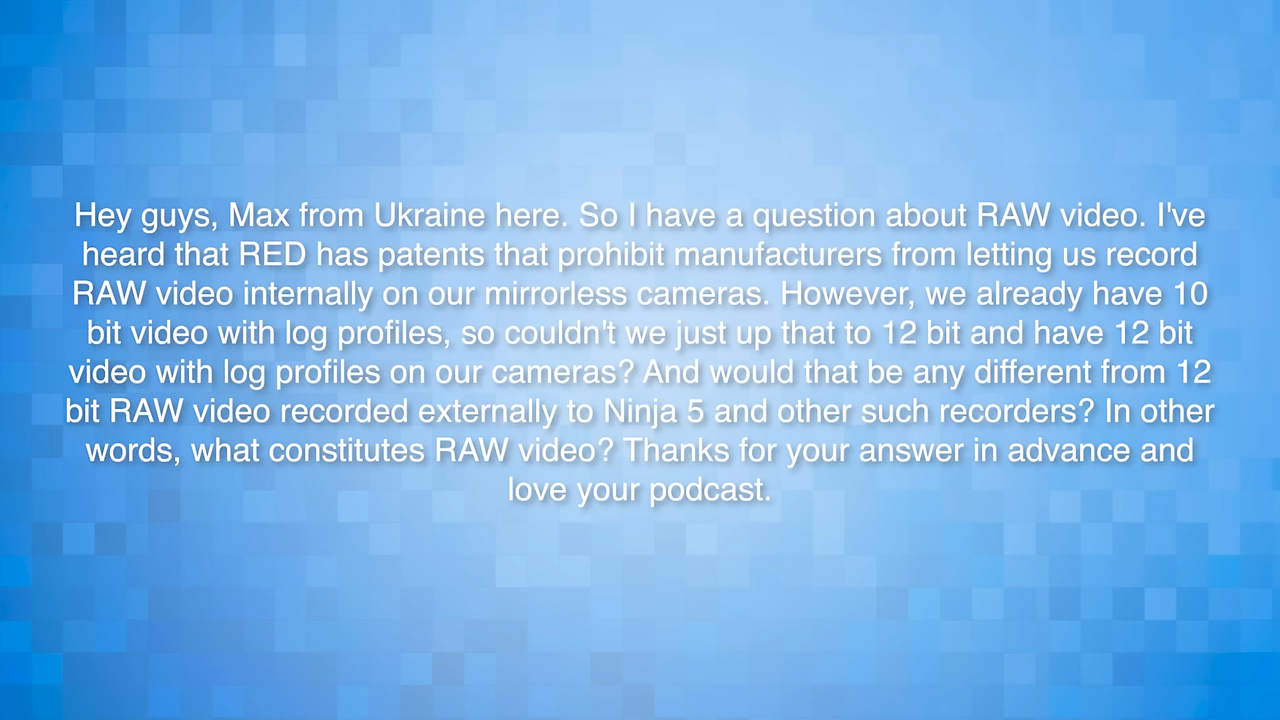 Hey guys, Max from Ukraine here. So I have a question about RAW video. I've
heard that RED has patents that prohibit manufacturers from letting us record
RAW video internally on our mirrorless cameras. However, we already have 10
bit video with log profiles, so couldn't we just up that to 12 bit and have 12 bit
video with log profiles on our cameras? And would that be any different from 12
bit RAW video recorded externally to Ninja 5 and other such recorders? In other
words, what constitutes RAW video? Thanks for your answer in advance and
love your podcast.